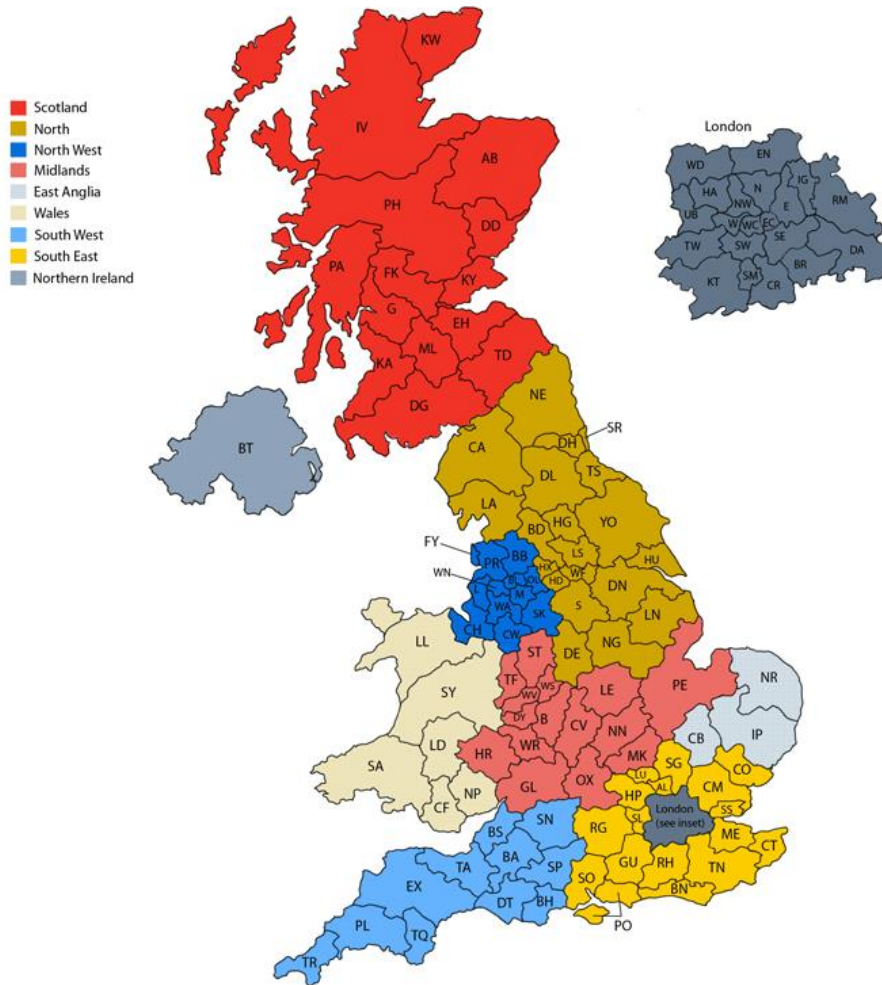 Scotland
North
North West
Midlands
East Anglia
Wales
South West
South East
Northern Ireland
London
WD
EN
HA
N
IG
RM
NW
E
UB
W
WC
EC
SE
TW
SW
DA
BR
KT
SM
CR
KW
IV
AB
PH
DD
PA
FK
KY
G
EH
ML
TD
KA
DG
NE
SR
BT
CA
DH
TS
DL
LA
BD
HG
YO
FY
BB
LS
HU
PR
HX
WF
WN
BL
OL
HD
DN
L
M
WA
S
SK
LN
CH
CW
LL
ST
DE
NG
NR
TF
WS
LE
PE
SY
WV
DY
B
CV
NN
IP
CB
LD
HR
WR
MK
SG
CO
SA
NP
GL
OX
LU
AL
CM
CF
HP
SS
London
(see inset)
SL
SN
BS
RG
ME
CT
BA
TA
SP
GU
RH
TN
EX
SO
BN
DT
BH
PL
TQ
PO
TR